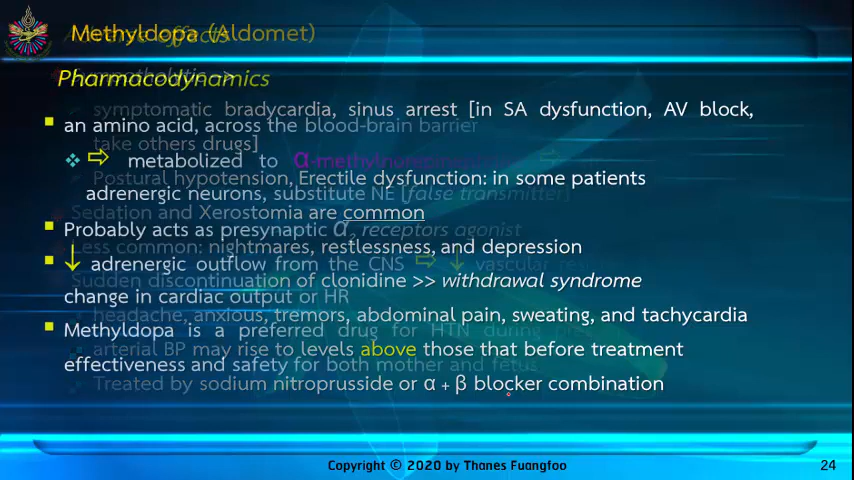 Methyldopa (Aldomet)
Adverse effects
Pharmacodynamics
symptomatic bradycardia, sinus arrest [in SA dysfunction, AV block,
an amino acid, across the blood-brain barrier
take others drugs]
❖ ⇨ metabolized to α-methylnorepinephrine ⇨
Postural hypotension, Erectile dysfunction: in some patients
adrenergic neurons, substitute NE [false transmitter]
Sedation and Xerostomia are common
Probably acts as presynaptic α₂ receptors agonist
Less common: nightmares, restlessness, and depression
↓ adrenergic outflow from the CNS ⇨ ↓ vascular
Sudden discontinuation of clonidine >> withdrawal syndrome
change in cardiac output or HR
headache, anxious, tremors, abdominal pain, sweating, and tachycardia
Methyldopa is a preferred drug for HTN during
arterial BP may rise to levels above those that before treatment
effectiveness and safety for both mother and fetus
Treated by sodium nitroprusside or α + β blocker combination
Copyright © 2020 by Thanes Fuangfoo
24